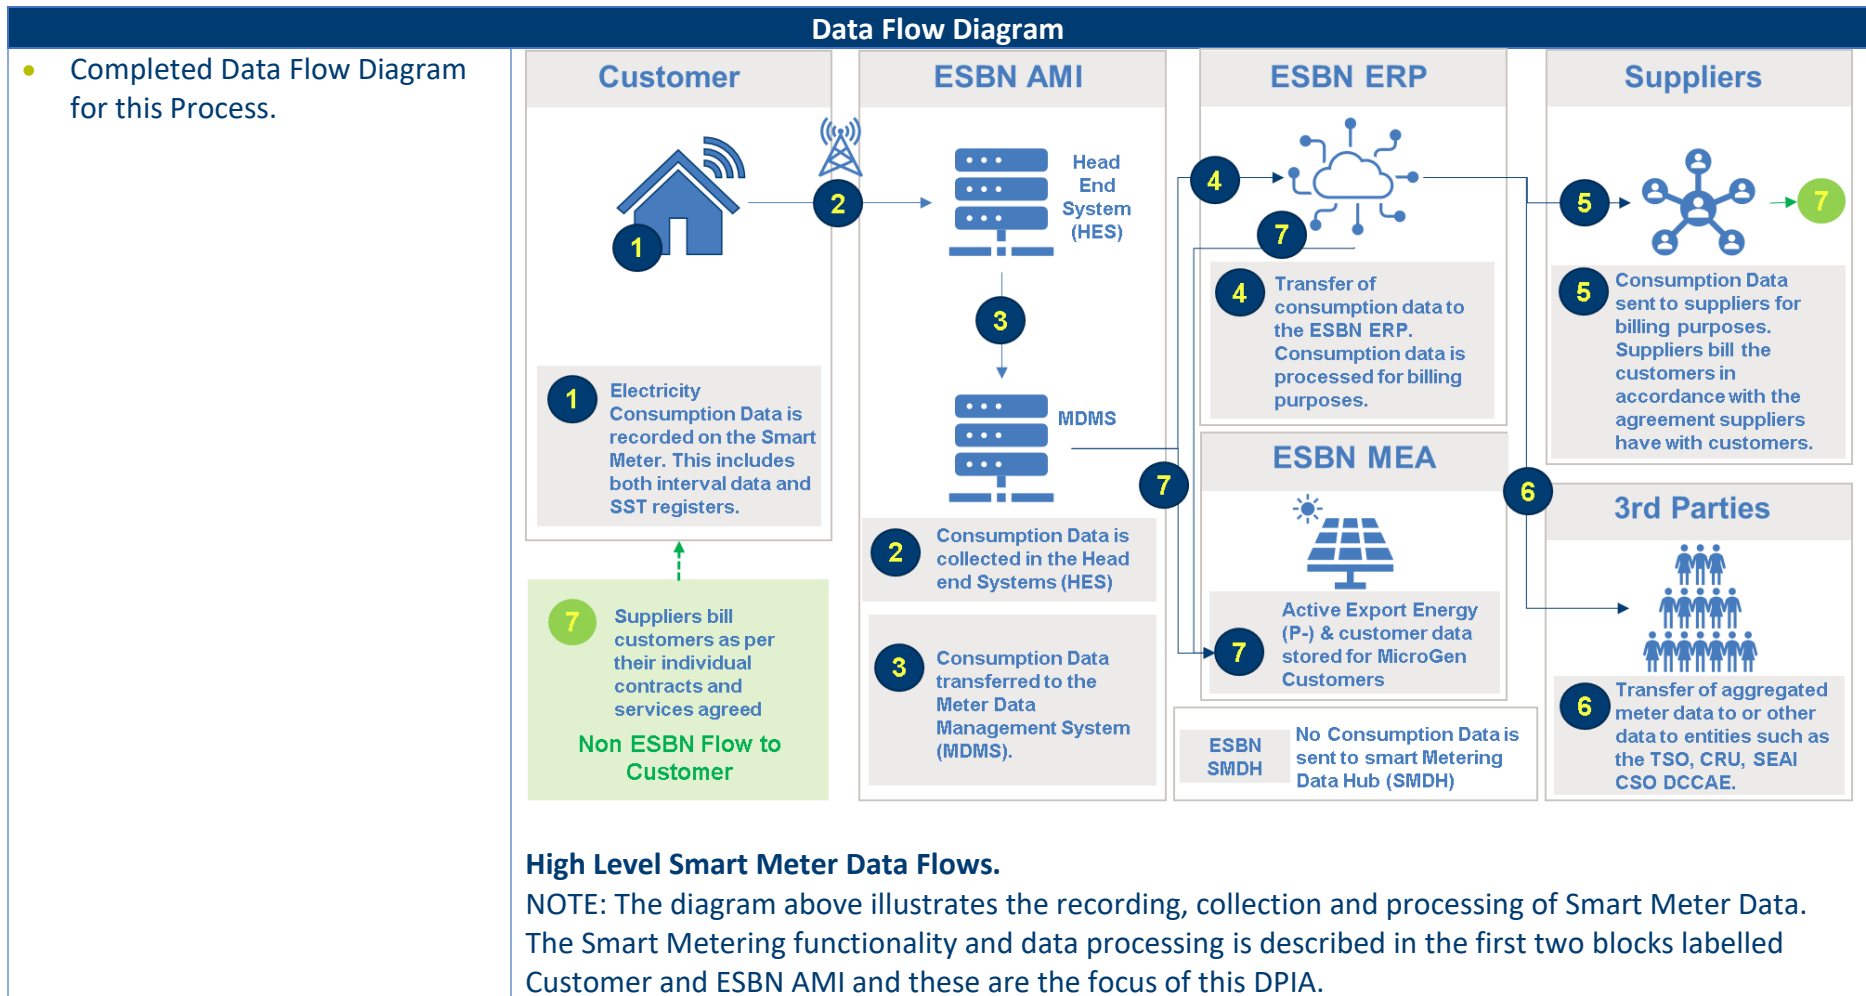 Data Flow Diagram
• Completed Data Flow Diagram
for this Process.
Customer
1
1
Electricity
Consumption Data is
recorded on the Smart
Meter. This includes
both interval data and
SST registers.
7
Suppliers bill
customers as per
their individual
contracts and
services agreed
Non ESBN Flow to
Customer
2
ESBN AMI
Head
End
System
(HES)
3
MDMS
2
Consumption Data is
collected in the Head
end Systems (HES)
3
Consumption Data
transferred to the
Meter Data
Management System
(MDMS).
7
ESBN ERP
4
7
4
Transfer of
consumption data to
the ESBN ERP.
Consumption data is
processed for billing
purposes.
ESBN MEA
7
Active Export Energy
(P-) & customer data
stored for MicroGen
Customers
ESBN
SMDH
No Consumption Data is
sent to smart Metering
Data Hub (SMDH)
Suppliers
5
7
5
Consumption Data
sent to suppliers for
billing purposes.
Suppliers bill the
customers in
accordance with the
agreement suppliers
have with customers.
6
3rd Parties
6
Transfer of aggregated
meter data to or other
data to entities such as
the TSO, CRU, SEAI
CSO DCCAE.
High Level Smart Meter Data Flows.
NOTE: The diagram above illustrates the recording, collection and processing of Smart Meter Data.
The Smart Metering functionality and data processing is described in the first two blocks labelled
Customer and ESBN AMI and these are the focus of this DPIA.